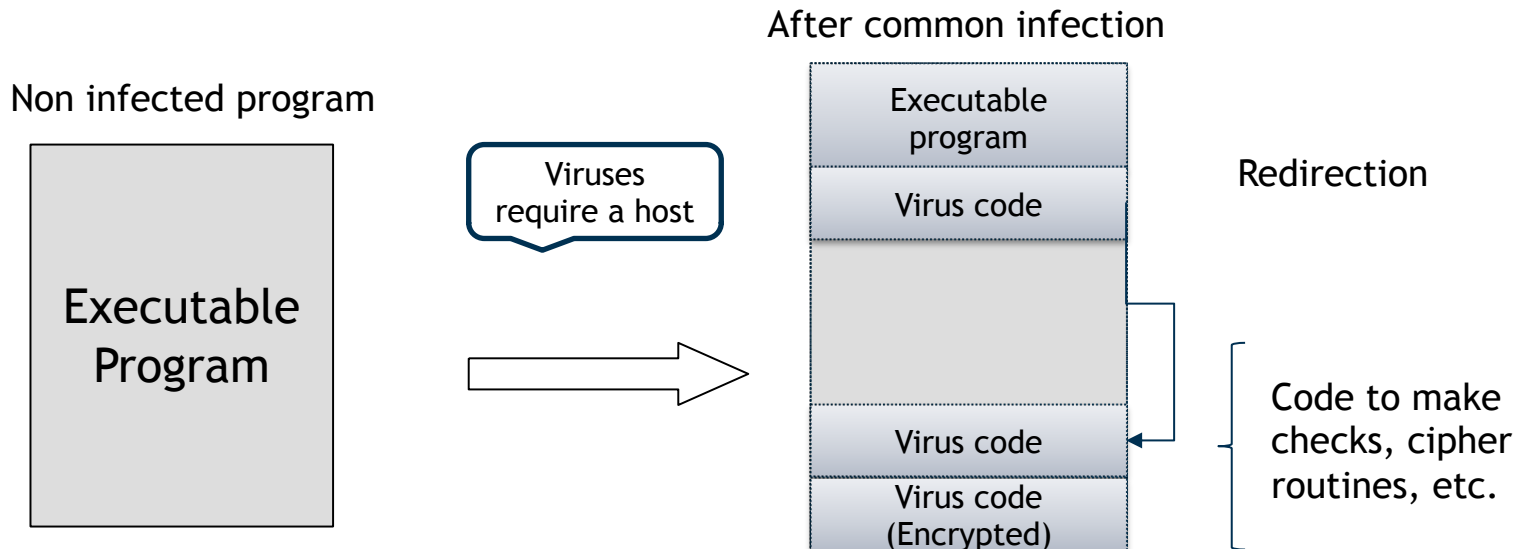 After common infection
Non infected program
Executable
Program
Viruses
require a host
Executable
program
Virus code
Redirection
Virus code
Virus code
(Encrypted)
Code to make
checks, cipher
routines, etc.